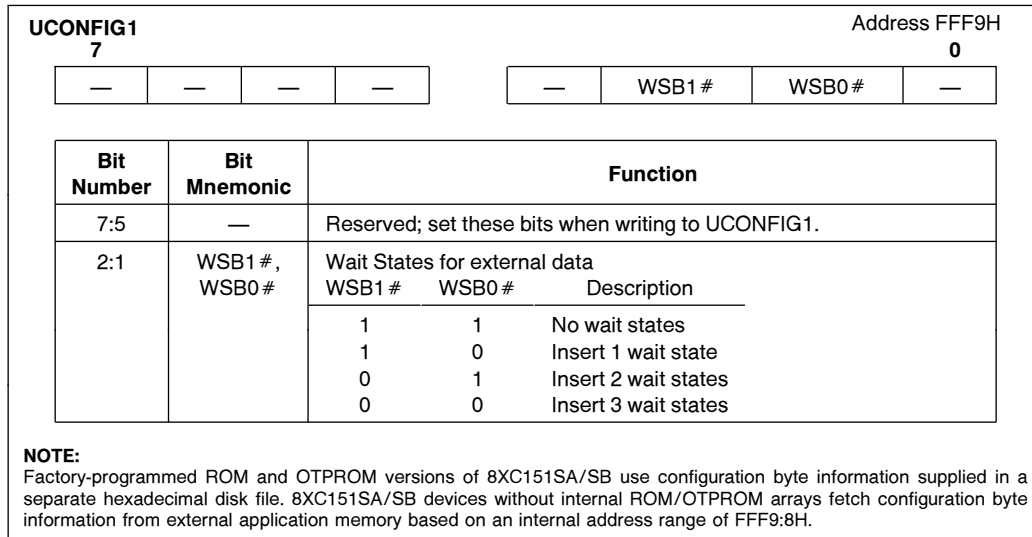 UCONFIG1 Address FFF9H
7 0
— — — — — WSB1# WSB0# —
Bit Number Bit Mnemonic Function
7:5 — Reserved; set these bits when writing to UCONFIG1.
2:1 WSB1#, WSB0# Wait States for external data
WSB1# WSB0# Description
1 1 No wait states
1 0 Insert 1 wait state
0 1 Insert 2 wait states
0 0 Insert 3 wait states
NOTE:
Factory-programmed ROM and OTPROM versions of 8XC151SA/SB use configuration byte information supplied in a
separate hexadecimal disk file. 8XC151SA/SB devices without internal ROM/OTPROM arrays fetch configuration byte
information from external application memory based on an internal address range of FFF9:8H.